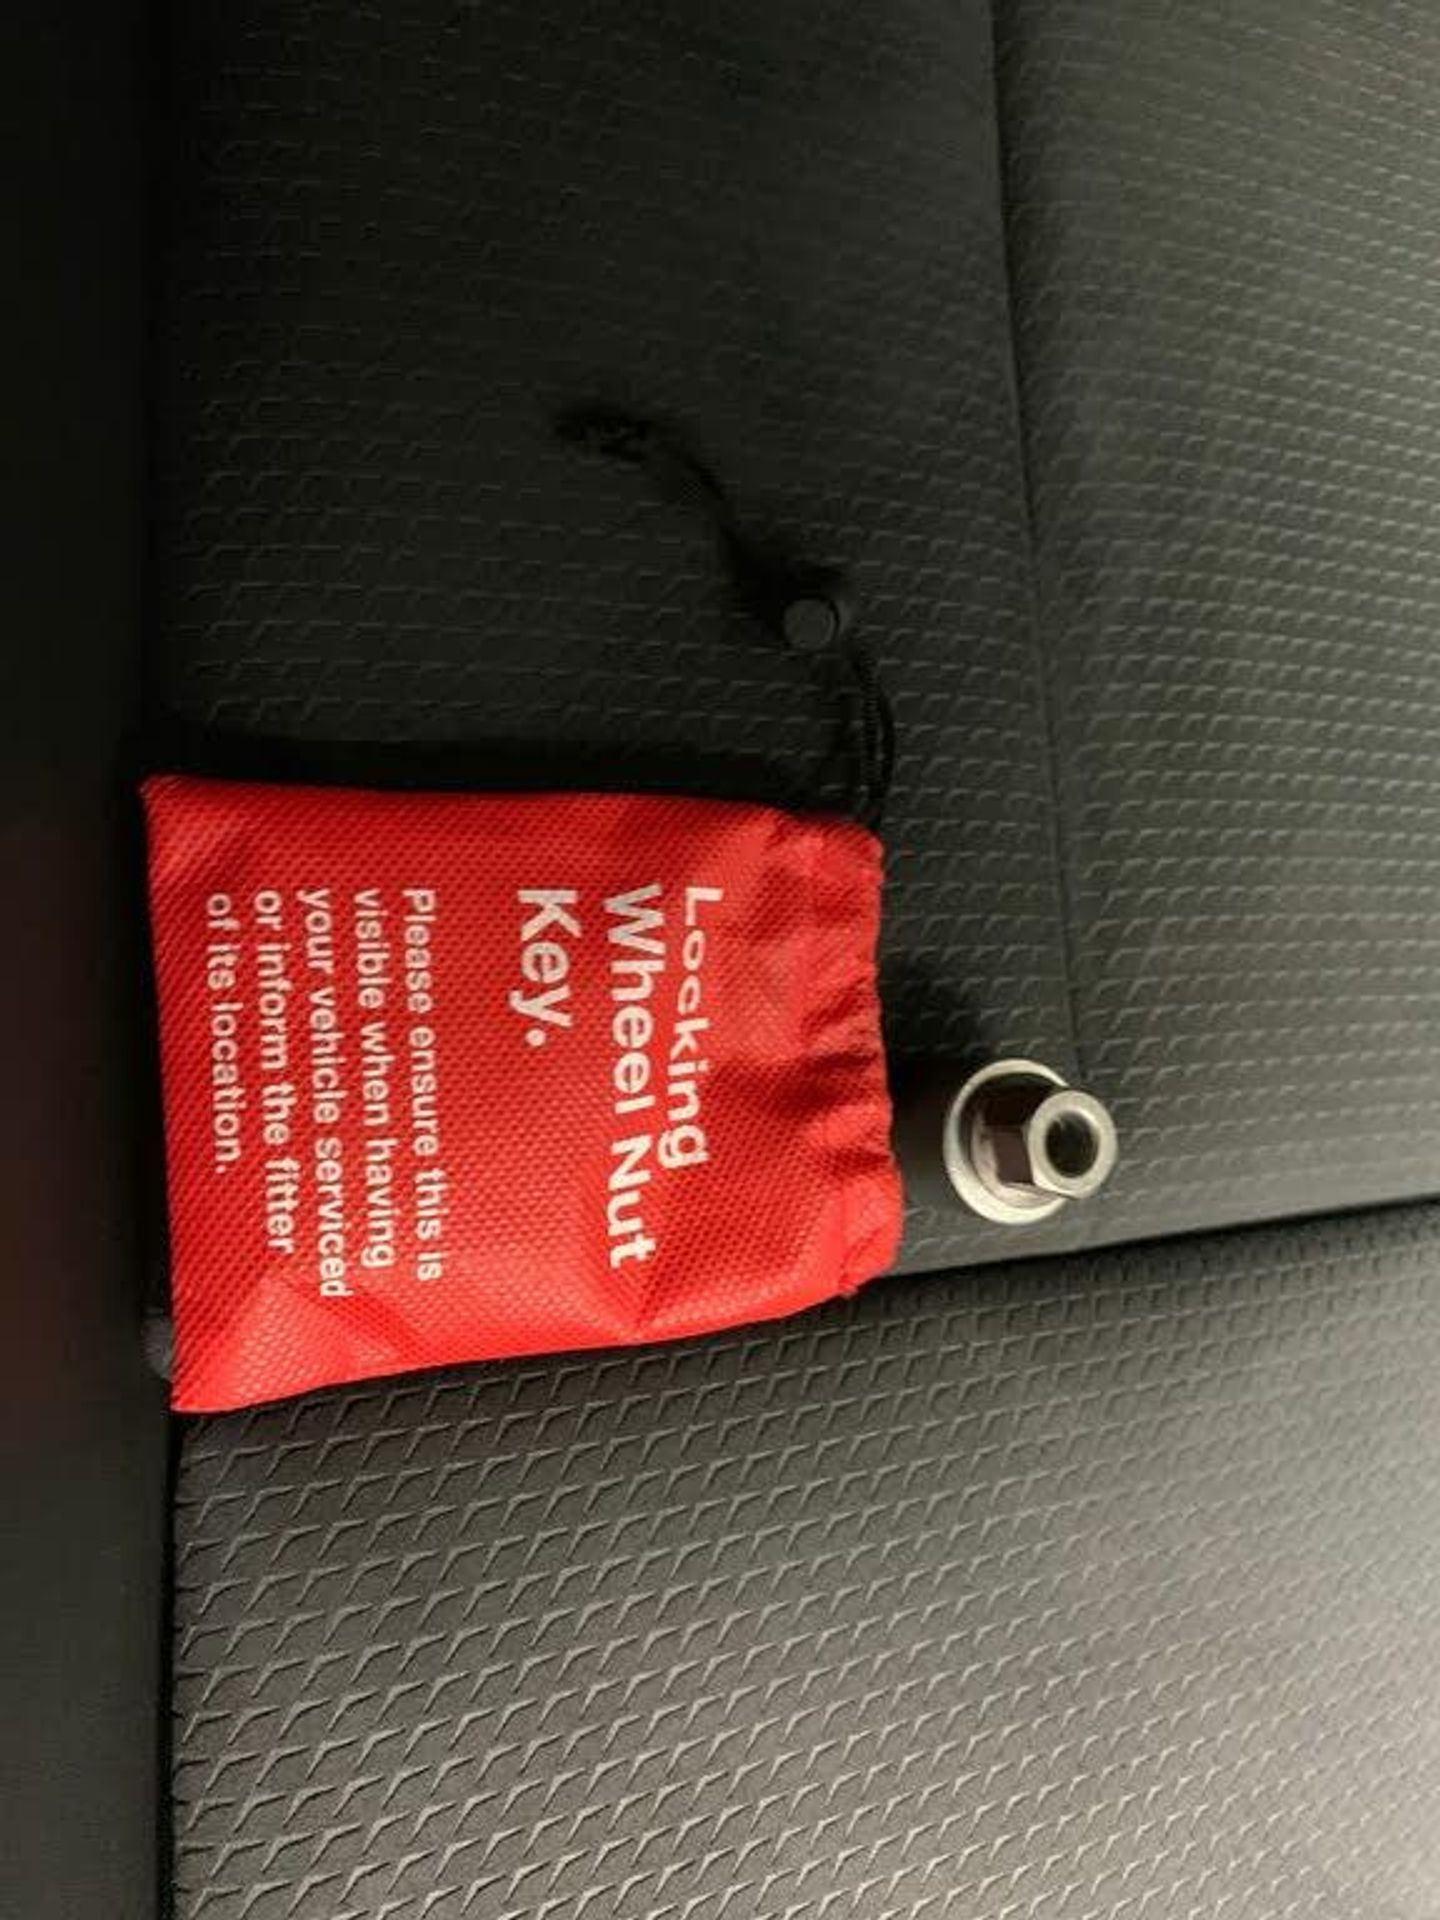 Locking
Wheel Nut
Key.
Please ensure this is
visible when having
your vehicle serviced
or inform the fitter
of its location.